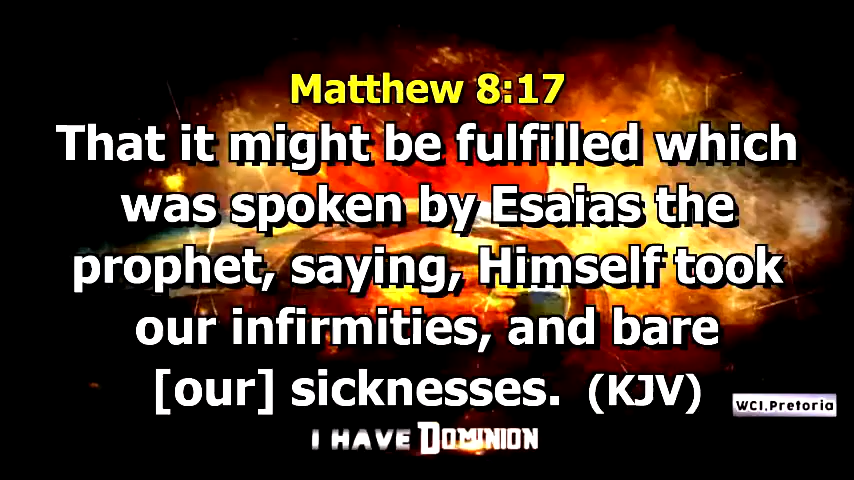 Matthew 8:17
That it might be fulfilled which
was spoken by Esaias the
prophet, saying, Himself took
our infirmities, and bare
[our] sicknesses. (KJV)
WCI.Pretoria
I HAVE DOMINION